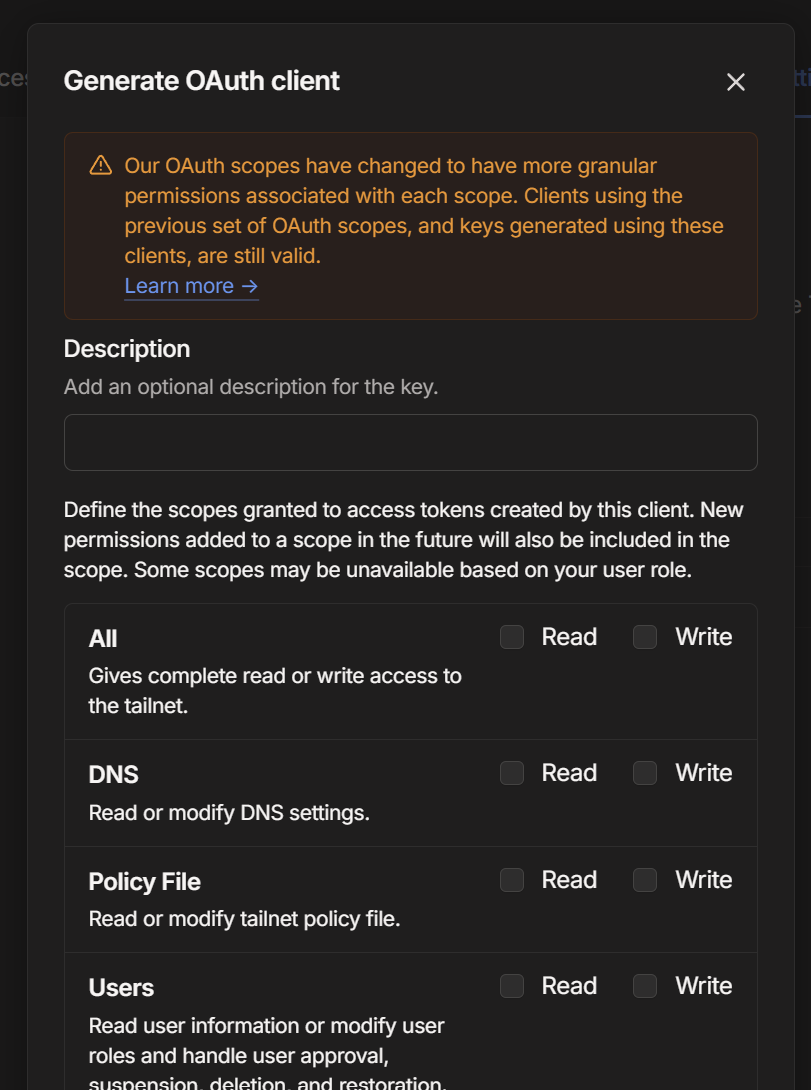 Generate OAuth client
Our OAuth scopes have changed to have more granular
permissions associated with each scope. Clients using the
previous set of OAuth scopes, and keys generated using these
clients, are still valid.
Learn more →
Description
Add an optional description for the key.
Define the scopes granted to access tokens created by this client. New
permissions added to a scope in the future will also be included in the
scope. Some scopes may be unavailable based on your user role.
All Read Write
Gives complete read or write access to
the tailnet.
DNS Read Write
Read or modify DNS settings.
Policy File Read Write
Read or modify tailnet policy file.
Users Read Write
Read user information or modify user
roles and handle user approval,
suspension, deletion, and restoration.